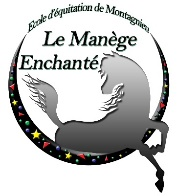 Ecole d'équitation de Montagnieu
Le Manège
Enchanté